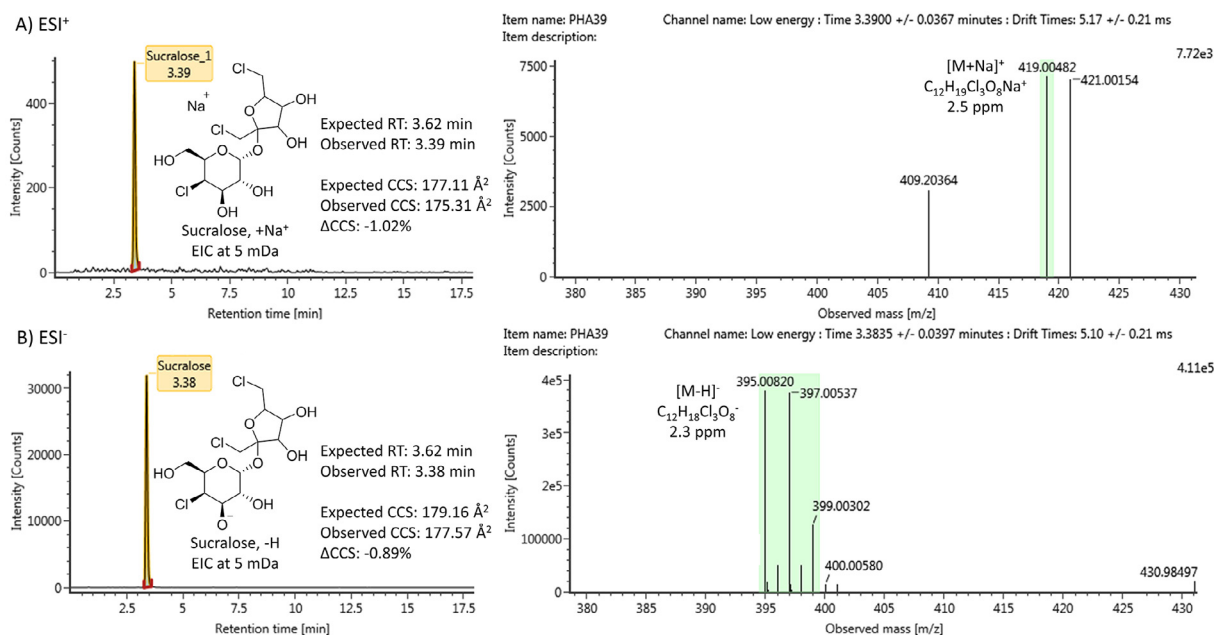 A) ESI+
Sucralose_1
3.39
Cl
Na+
O
OH
Cl
OH
O
HO
O
Cl
OH
OH
Sucralose, +Na+
EIC at 5 mDa
Expected RT: 3.62 min
Observed RT: 3.39 min
Expected CCS: 177.11 Å²
Observed CCS: 175.31 Å²
ΔCCS: -1.02%
Intensity [Counts]
400
200
0
2.5
5
7.5
10
12.5
15
17.5
Retention time [min]
Item name: PHA39
Channel name: Low energy : Time 3.3900 +/- 0.0367 minutes : Drift Times: 5.17 +/- 0.21 ms
Item description:
7.72e3
[M+Na]+
C12H19Cl3O8Na+
2.5 ppm
419.00482
421.00154
409.20364
Intensity [Counts]
7500
5000
2500
0
380
385
390
395
400
405
410
415
420
425
430
Observed mass [m/z]
B) ESI-
Sucralose
3.38
Cl
O
OH
Cl
OH
O
HO
O
Cl
OH
O-
Sucralose, -H
EIC at 5 mDa
Expected RT: 3.62 min
Observed RT: 3.38 min
Expected CCS: 179.16 Å²
Observed CCS: 177.57 Å²
ΔCCS: -0.89%
Intensity [Counts]
30000
20000
10000
0
2.5
5
7.5
10
12.5
15
17.5
Retention time [min]
Item name: PHA39
Channel name: Low energy : Time 3.3835 +/- 0.0397 minutes : Drift Times: 5.10 +/- 0.21 ms
Item description:
4.11e5
[M-H]-
C12H18Cl3O8-
2.3 ppm
395.00820
397.00537
399.00302
400.00580
430.98497
Intensity [Counts]
4e5
3e5
2e5
100000
0
380
385
390
395
400
405
410
415
420
425
430
Observed mass [m/z]